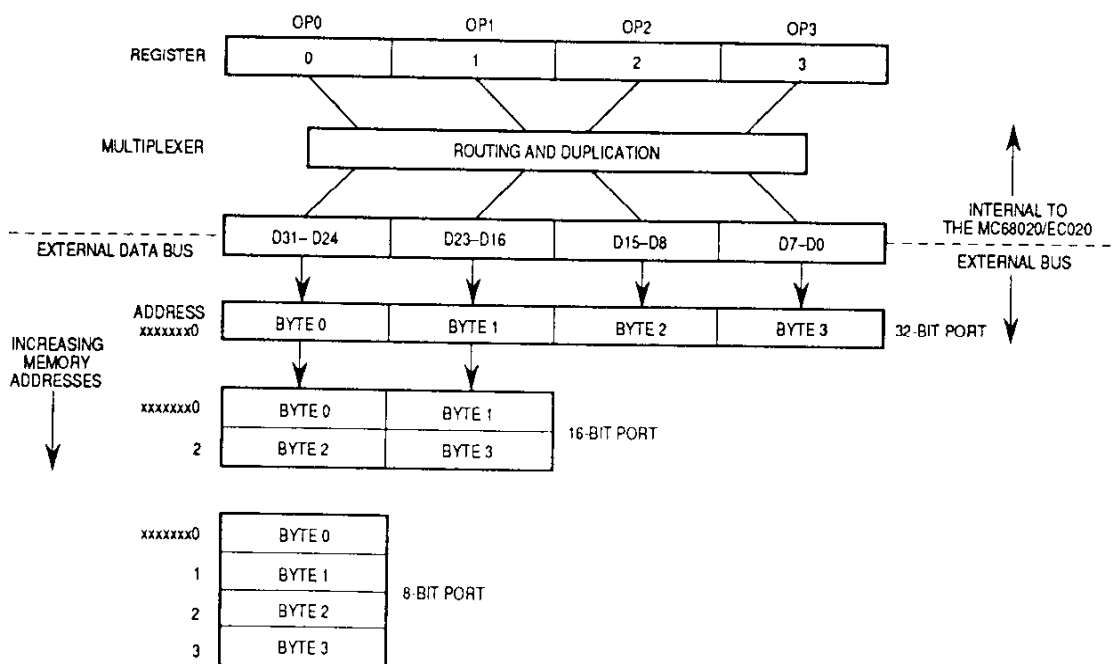 OP0 OP1 OP2 OP3
REGISTER 0 1 2 3
MULTIPLEXER ROUTING AND DUPLICATION
INTERNAL TO
THE MC68020/EC020
D31–D24 D23–D16 D15–D8 D7–D0
EXTERNAL DATA BUS EXTERNAL BUS
ADDRESS
xxxxxxx0 BYTE 0 BYTE 1 BYTE 2 BYTE 3 32-BIT PORT
INCREASING
MEMORY
ADDRESSES
xxxxxxx0 BYTE 0 BYTE 1
16-BIT PORT
2 BYTE 2 BYTE 3
xxxxxxx0 BYTE 0
1 BYTE 1
8-BIT PORT
2 BYTE 2
3 BYTE 3